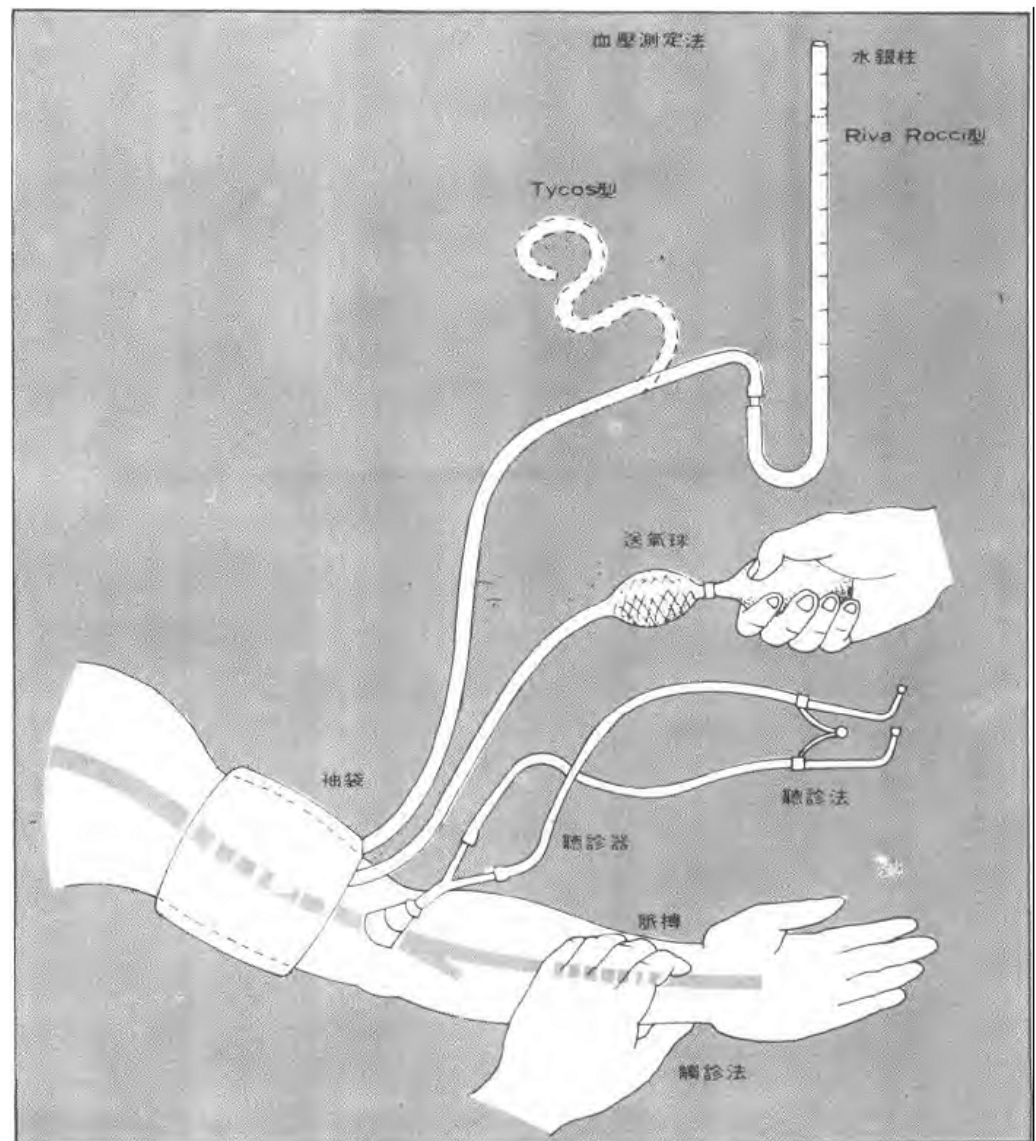 血壓測定法
水銀柱
Riva Rocci型
Tycos型
送氣球
袖袋
聽診法
聽診器
脈搏
觸診法